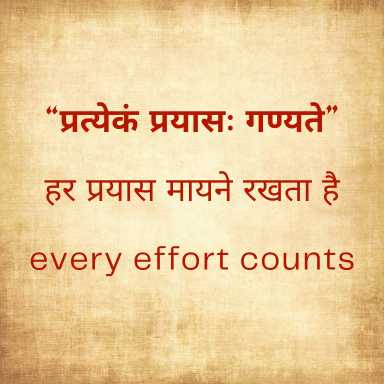 “प्रत्येकं प्रयासः गण्यते”
हर प्रयास मायने रखता है
every effort counts